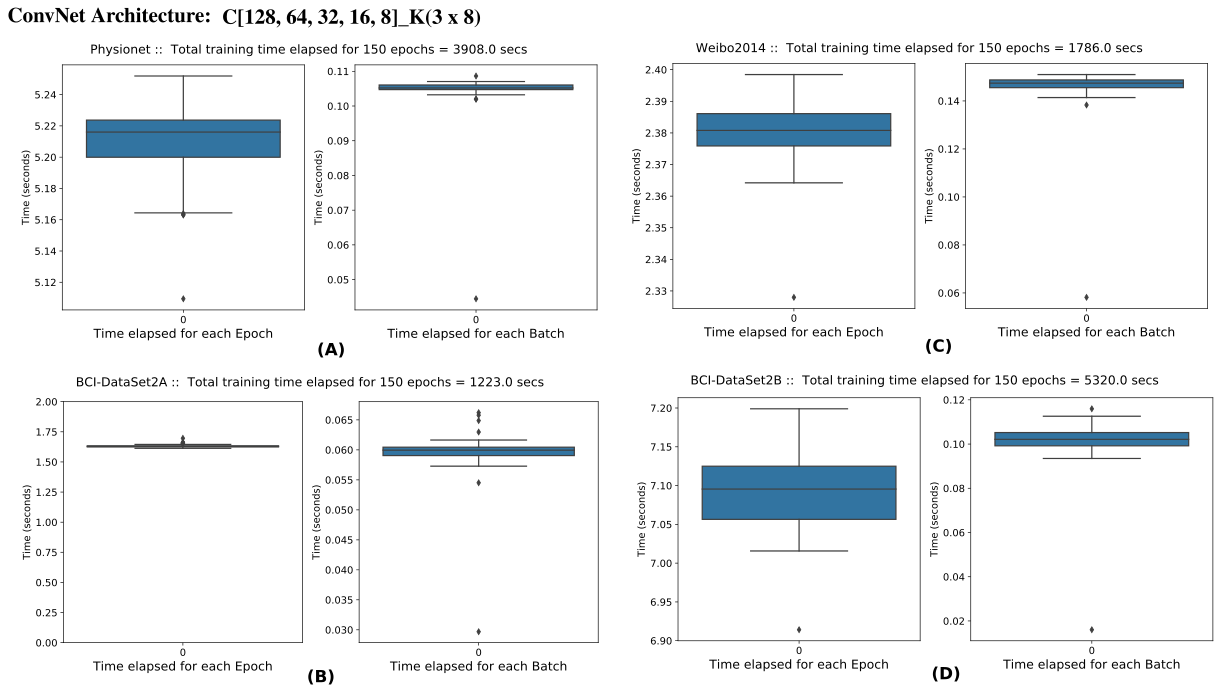 ConvNet Architecture: C[128, 64, 32, 16, 8]_K(3 x 8)
Physionet :: Total training time elapsed for 150 epochs = 3908.0 secs
Time (seconds)
5.24
5.22
5.20
5.18
5.16
5.14
5.12
0
Time elapsed for each Epoch
Time (seconds)
0.11
0.10
0.09
0.08
0.07
0.06
0.05
0
Time elapsed for each Batch
(A)
Weibo2014 :: Total training time elapsed for 150 epochs = 1786.0 secs
Time (seconds)
2.40
2.39
2.38
2.37
2.36
2.35
2.34
2.33
0
Time elapsed for each Epoch
Time (seconds)
0.14
0.12
0.10
0.08
0.06
0
Time elapsed for each Batch
(C)
BCI-DataSet2A :: Total training time elapsed for 150 epochs = 1223.0 secs
Time (seconds)
2.00
1.75
1.50
1.25
1.00
0.75
0.50
0.25
0.00
0
Time elapsed for each Epoch
Time (seconds)
0.065
0.060
0.055
0.050
0.045
0.040
0.035
0.030
0
Time elapsed for each Batch
(B)
BCI-DataSet2B :: Total training time elapsed for 150 epochs = 5320.0 secs
Time (seconds)
7.20
7.15
7.10
7.05
7.00
6.95
6.90
0
Time elapsed for each Epoch
Time (seconds)
0.12
0.10
0.08
0.06
0.04
0.02
0
Time elapsed for each Batch
(D)